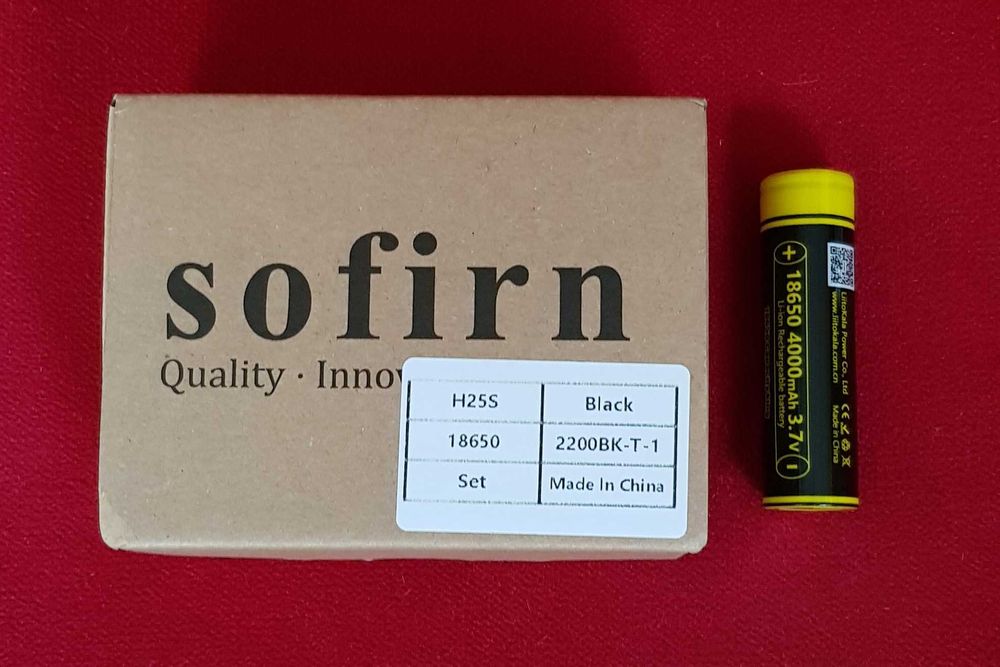 sofirn
Quality · Innov
H25S Black
18650 2200BK-T-1
Set Made In China
LiitoKala Power Co., Ltd
www.liitokala.com.cn Made in China
+ 18650 4000mAh 3.7V −
Li-ion Rechargeable battery